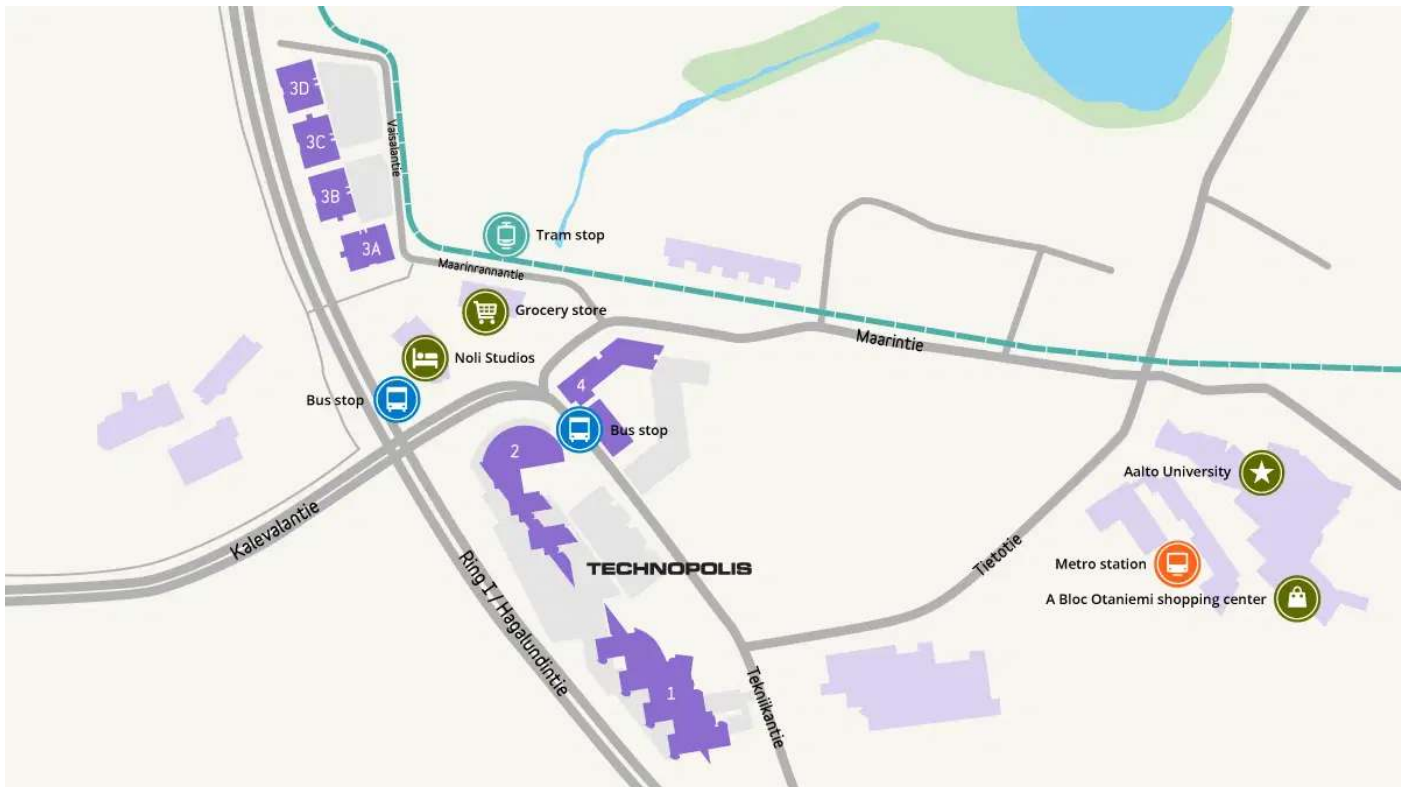 3D
3C
3B
3A
Vaisalantie
Tram stop
Maarinrannantie
Grocery store
Maarintie
Noli Studios
4
Bus stop
Bus stop
2
Aalto University
Kalevalantie
Ring I / Hagalundintie
TECHNOPOLIS
Tietotie
Metro station
A Bloc Otaniemi shopping center
1
Tekniikantie